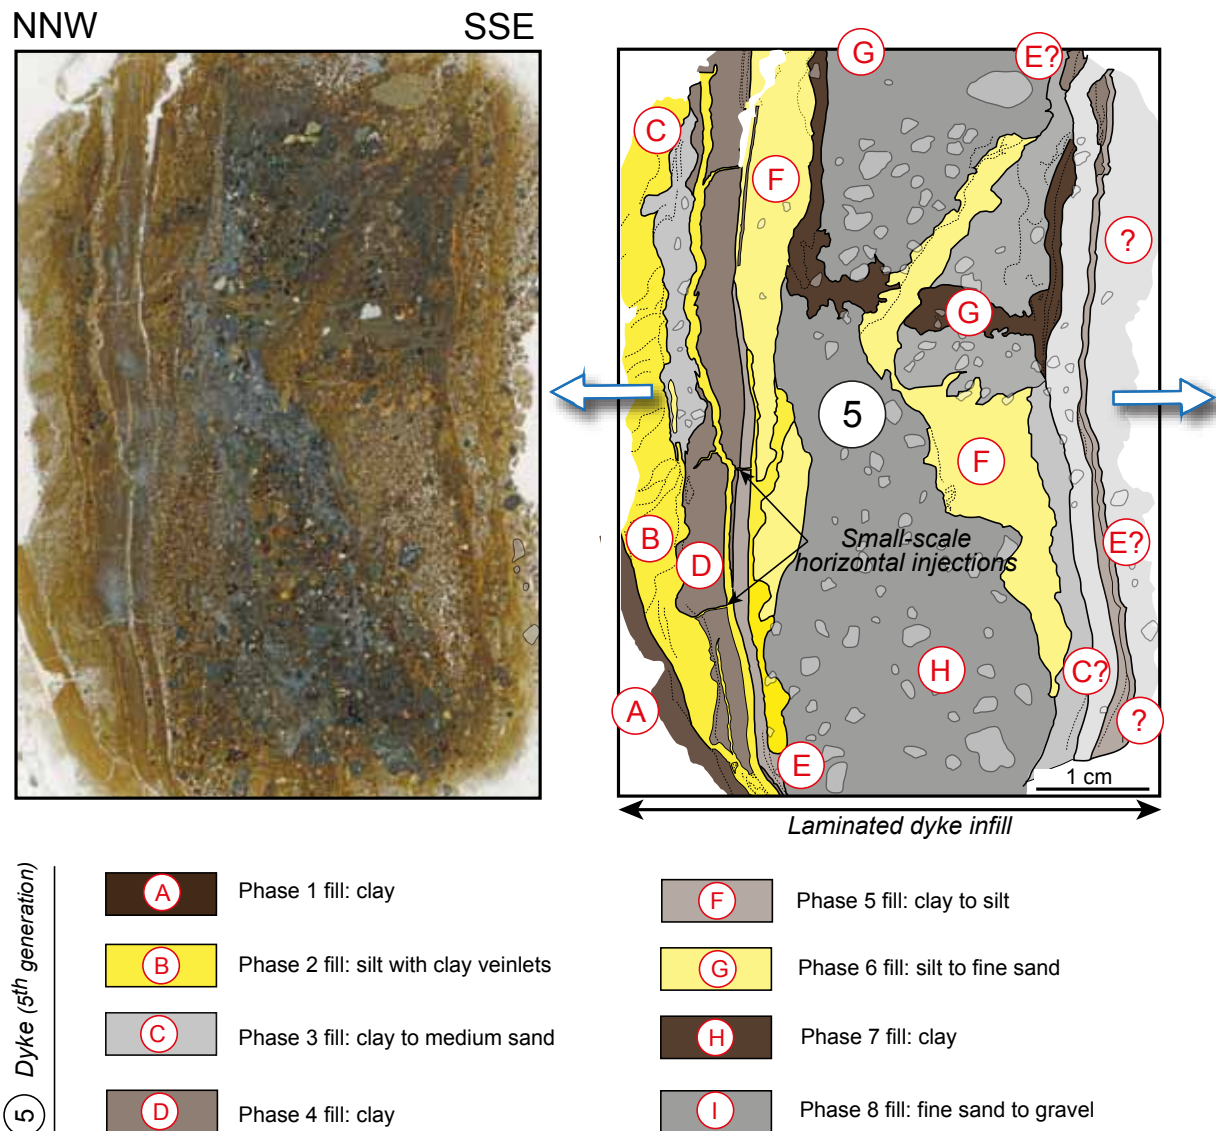 NNW SSE
G E?
C
F
?
G
5
F
B D Small-scale horizontal injections E?
H C?
A ?
E
1 cm
Laminated dyke infill
5 Dyke (5th generation)
A Phase 1 fill: clay
B Phase 2 fill: silt with clay veinlets
C Phase 3 fill: clay to medium sand
D Phase 4 fill: clay
F Phase 5 fill: clay to silt
G Phase 6 fill: silt to fine sand
H Phase 7 fill: clay
I Phase 8 fill: fine sand to gravel